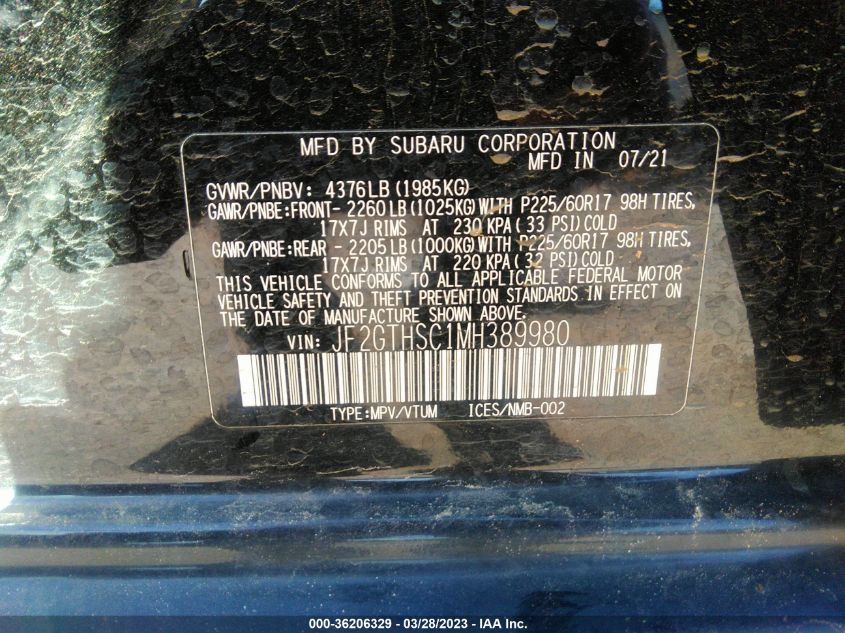 MFD BY SUBARU CORPORATION
MFD IN 07/21
GVWR/PNBV: 4376LB (1985KG)
GAWR/PNBE:FRONT- 2260 LB (1025KG) WITH P225/60R17 98H TIRES,
17X7J RIMS AT 230 KPA ( 33 PSI) COLD
GAWR/PNBE:REAR - 2205 LB (1000KG) WITH P225/60R17 98H TIRES,
17X7J RIMS AT 220 KPA ( 32 PSI) COLD
THIS VEHICLE CONFORMS TO ALL APPLICABLE FEDERAL MOTOR
VEHICLE SAFETY AND THEFT PREVENTION STANDARDS IN EFFECT ON
THE DATE OF MANUFACTURE SHOWN ABOVE.
VIN: JF2GTHSC1MH389980
TYPE:MPV/VTUM ICES/NMB-002
000-36206329 - 03/28/2023 - IAA Inc.